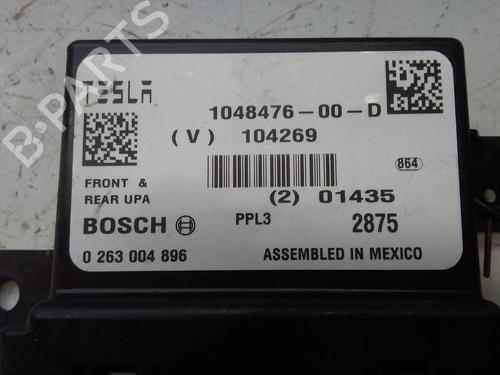 TESLA
1048476-00-D
(V) 104269
864
FRONT &
REAR UPA
(2) 01435
BOSCH
PPL3
2875
0 263 004 896
ASSEMBLED IN MEXICO
B-PARTS